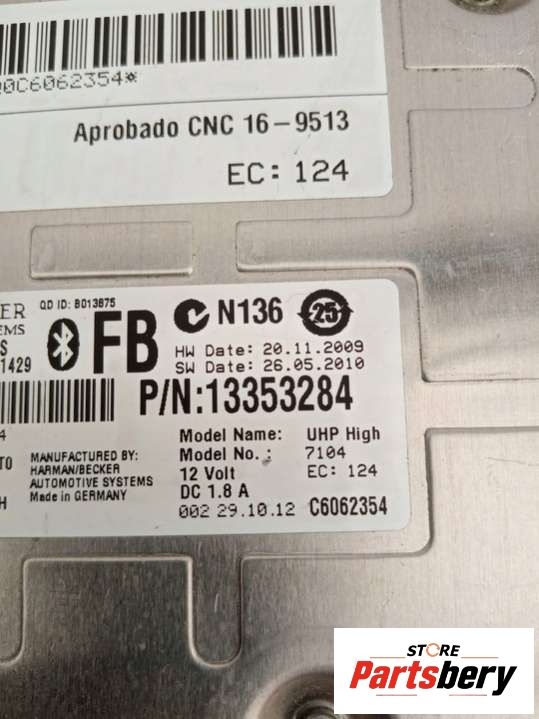 0C6062354*
Aprobado CNC 16-9513
EC: 124
ER QD ID: B013675
EMS
S
1429
FB
N136
25
HW Date: 20.11.2009
SW Date: 26.05.2010
P/N:13353284
4
TO
H
MANUFACTURED BY:
HARMAN/BECKER
AUTOMOTIVE SYSTEMS
Made in GERMANY
Model Name: UHP High
Model No.: 7104
12 Volt EC: 124
DC 1.8 A
002 29.10.12 C6062354
STORE
Partsbery